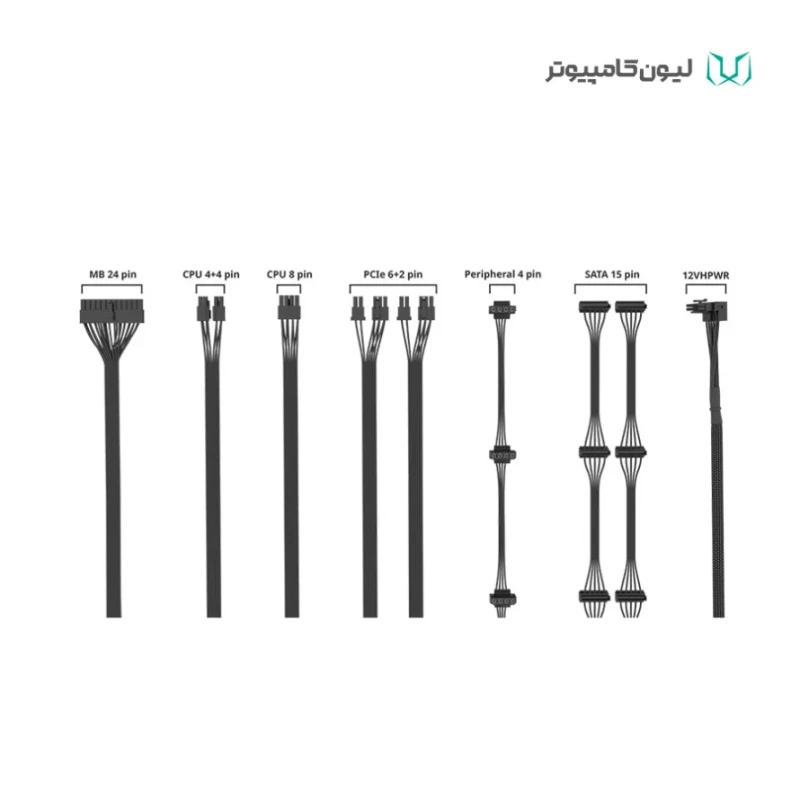 لیون‌کامپیوتر
MB 24 pin
CPU 4+4 pin
CPU 8 pin
PCIe 6+2 pin
Peripheral 4 pin
SATA 15 pin
12VHPWR